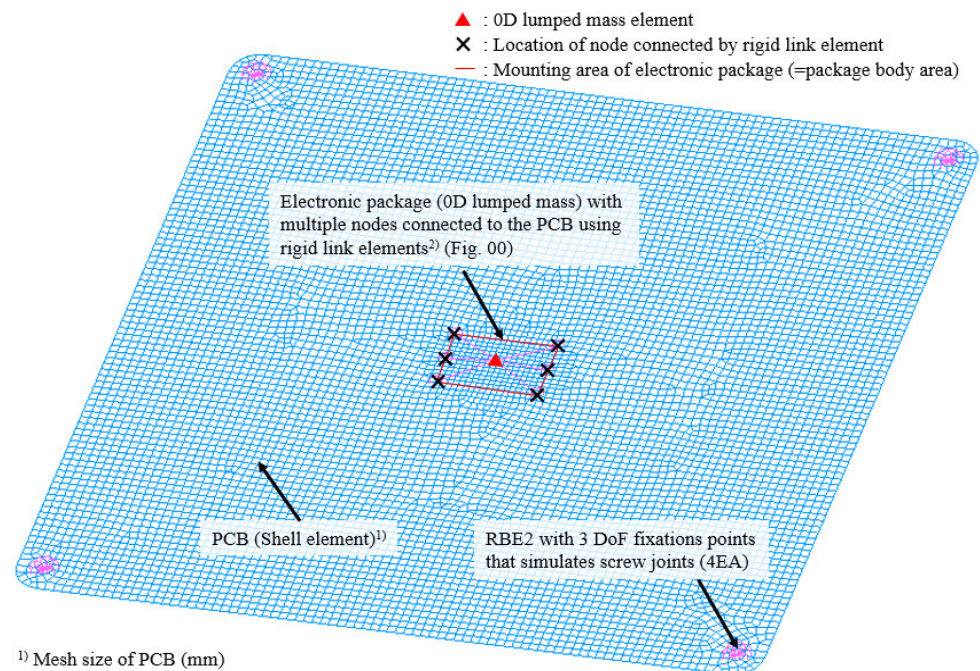 ▲ : 0D lumped mass element
✕ : Location of node connected by rigid link element
— : Mounting area of electronic package (=package body area)
Electronic package (0D lumped mass) with
multiple nodes connected to the PCB using
rigid link elements²⁾ (Fig. 00)
PCB (Shell element)¹⁾
RBE2 with 3 DoF fixations points
that simulates screw joints (4EA)
¹⁾ Mesh size of PCB (mm)